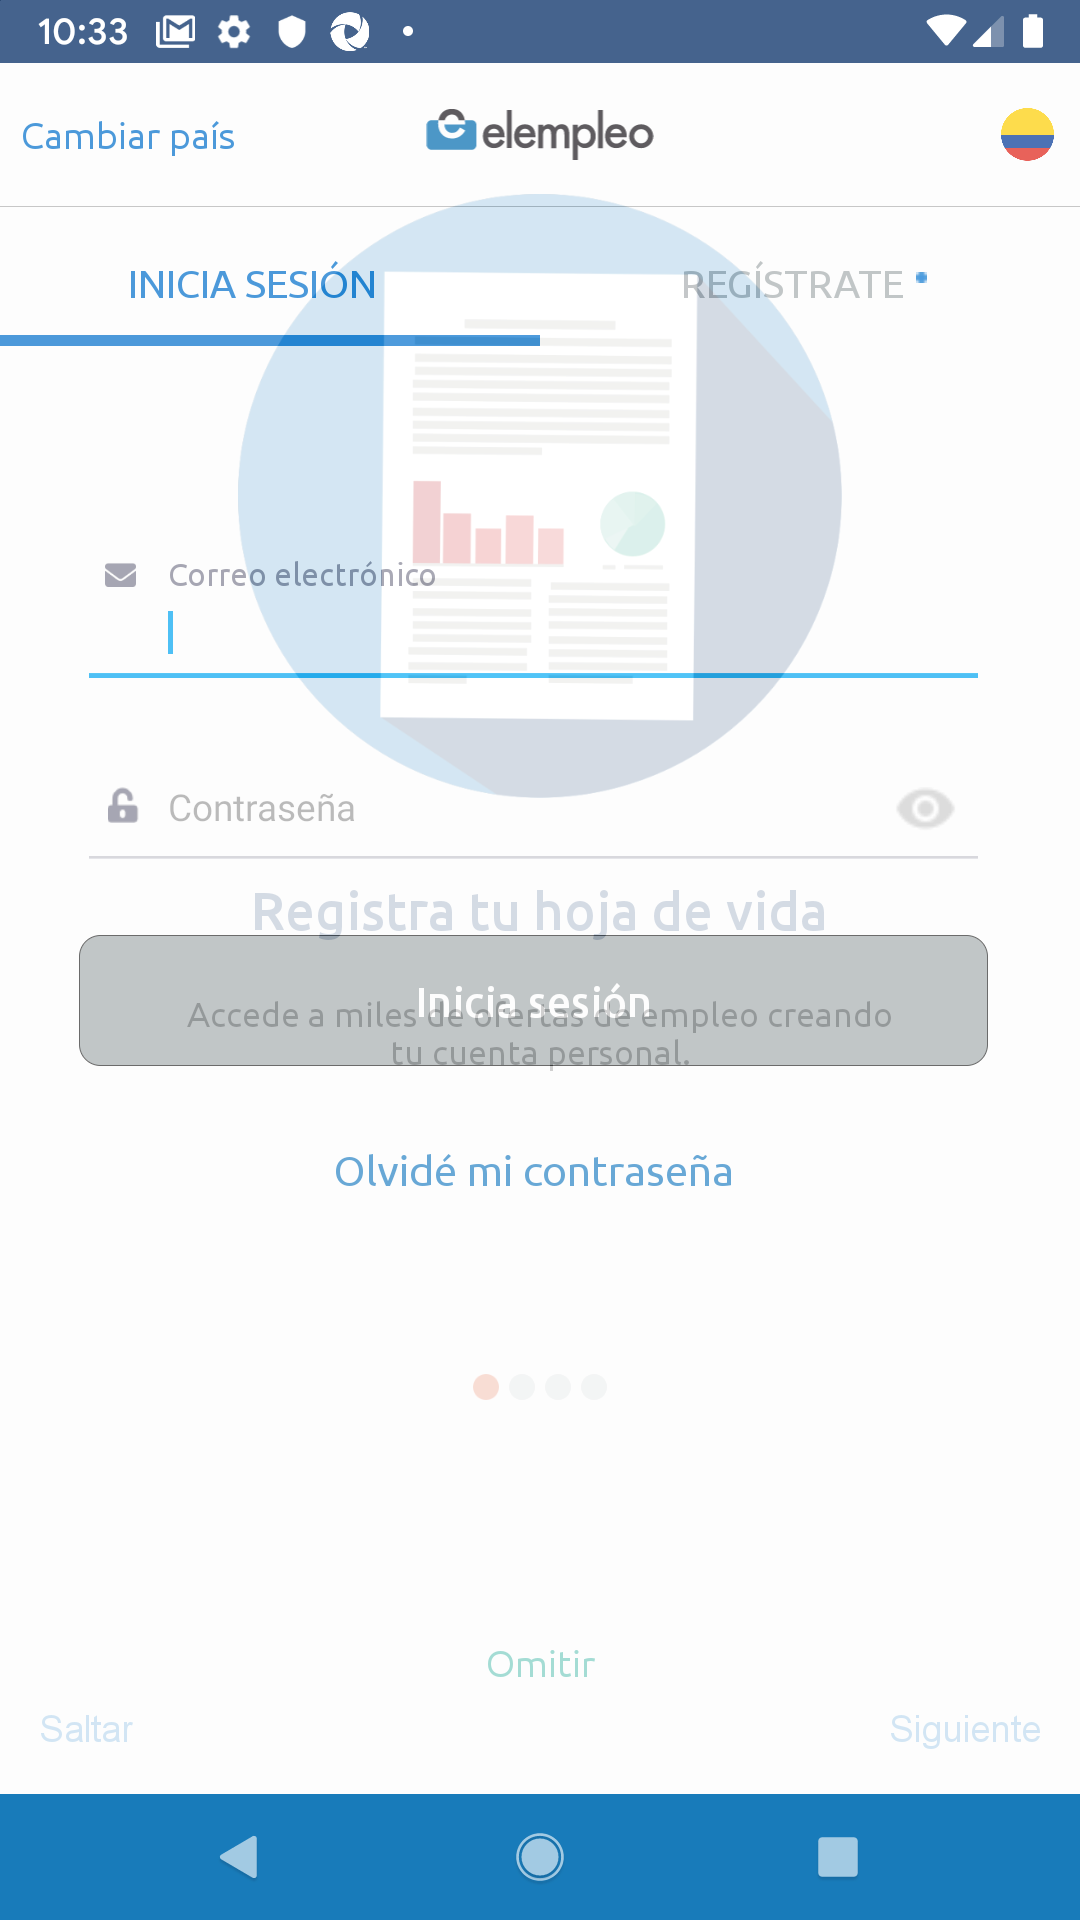 10:33
Cambiar país
elempleo
INICIA SESIÓN
REGÍSTRATE
Correo electrónico
Contraseña
Registra tu hoja de vida
Inicia sesión
Accede a miles de ofertas de empleo creando
tu cuenta personal.
Olvidé mi contraseña
Omitir
Saltar
Siguiente